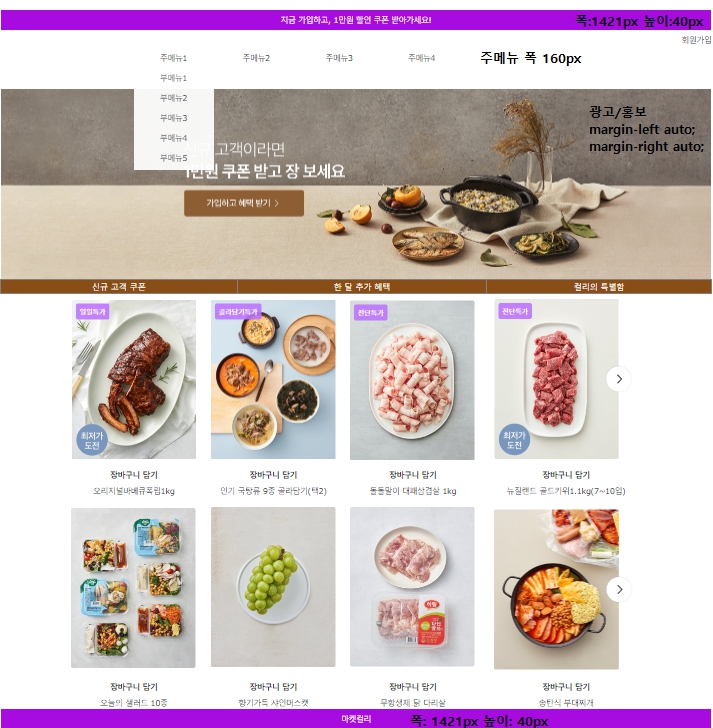 지금 가입하고, 1만원 할인 쿠폰 받아가세요!
폭:1421px 높이:40px
회원가입
주메뉴1 주메뉴2 주메뉴3 주메뉴4 주메뉴 폭 160px
부메뉴1
부메뉴2
부메뉴3
부메뉴4
부메뉴5
광고/홍보
margin-left auto;
margin-right auto;
고객이라면
1만원 쿠폰 받고 장 보세요
가입하고 혜택 받기 >
신규 고객 쿠폰 한 달 추가 혜택 컬리의 특별함
일일특가 골라담기특가 전단특가 전단특가
최저가
도전
최저가
도전
장바구니 담기 장바구니 담기 장바구니 담기 장바구니 담기
오리지널바베큐폭립1kg 인기 국탕류 9종 골라담기(택2) 돌돌말이 대패삼겹살 1kg 뉴질랜드 골드키위1.1kg(7~10입)
장바구니 담기 장바구니 담기 장바구니 담기 장바구니 담기
오늘의 샐러드 10종 향기가득 샤인머스캣 무항생제 닭 다리살 송탄식 부대찌개
마켓컬리
폭: 1421px 높이: 40px